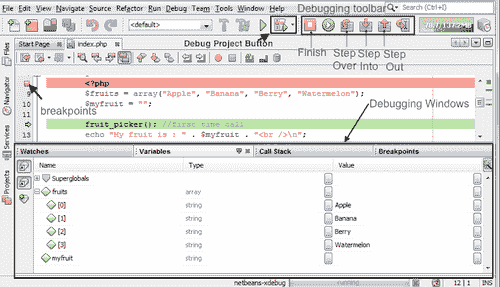 File Edit View Navigate Source Refactor Run Debug Team Tools Window Help
Debugging toolbar
Search (Ctrl+I)
<default>
Start Page
index.php
Debug Project Button
Finish
Step Over
Step Into
Step Out
Files
Navigator
Services
Projects
breakpoints
<?php
9 $fruits = array("Apple", "Banana", "Berry", "Watermelon");
10 $myfruit = "";
fruit_picker(); //first time call
13 echo "My fruit is : " . $myfruit . "<br />\n";
Debugging Windows
Watches Variables Call Stack Breakpoints
Name Type Value
Superglobals
fruits array
[0] string Apple
[1] string Banana
[2] string Berry
[3] string Watermelon
myfruit string
netbeans-xdebug running 12 1 INS